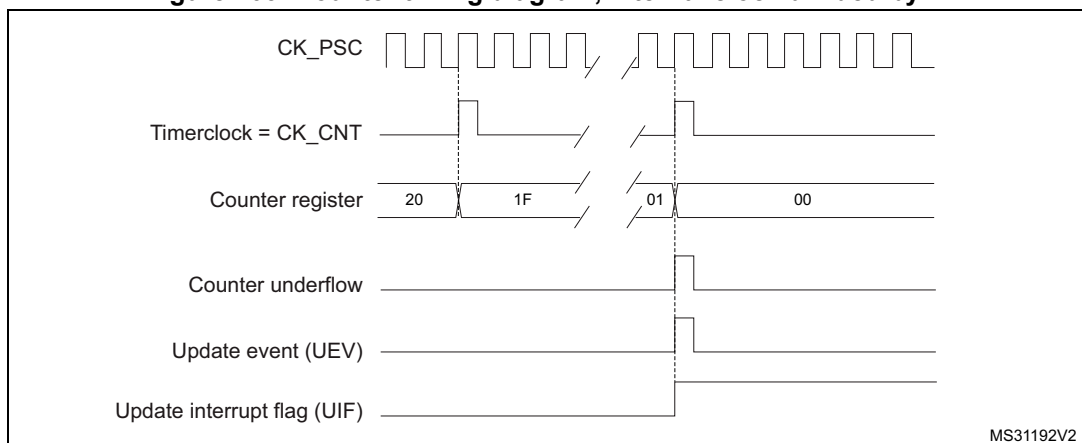 CK_PSC
Timerclock = CK_CNT
Counter register
20
1F
01
00
Counter underflow
Update event (UEV)
Update interrupt flag (UIF)
MS31192V2